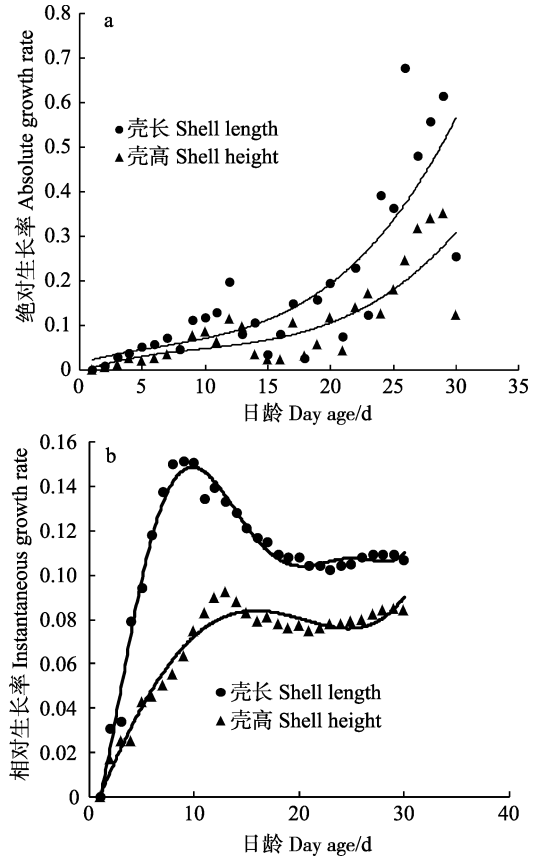 a
0.8
0.7
0.6
0.5
0.4
0.3
0.2
0.1
0
绝对生长率 Absolute growth rate
壳长 Shell length
壳高 Shell height
0 5 10 15 20 25 30 35
日龄 Day age/d
b
0.16
0.14
0.12
0.10
0.08
0.06
0.04
0.02
0
相对生长率 Instantaneous growth rate
壳长 Shell length
壳高 Shell height
0 10 20 30 40
日龄 Day age/d